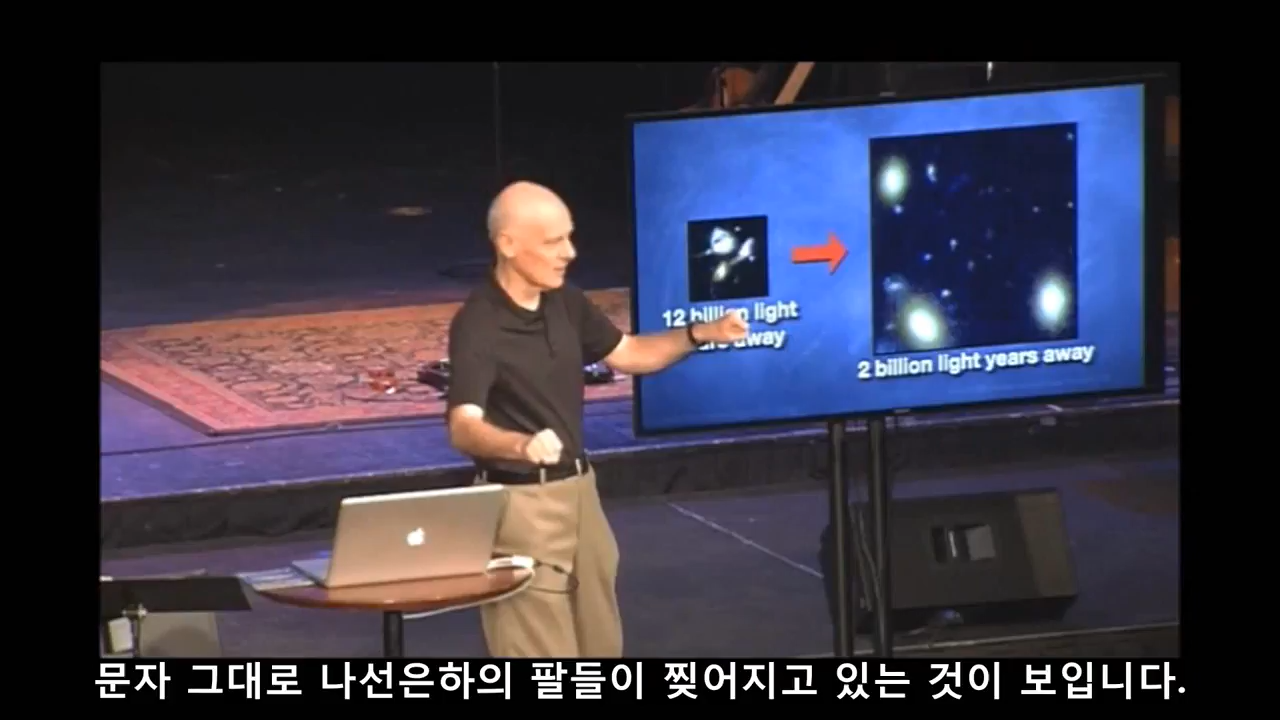 12 billion light
away
2 billion light years away
문자 그대로 나선은하의 팔들이 찢어지고 있는 것이 보입니다.